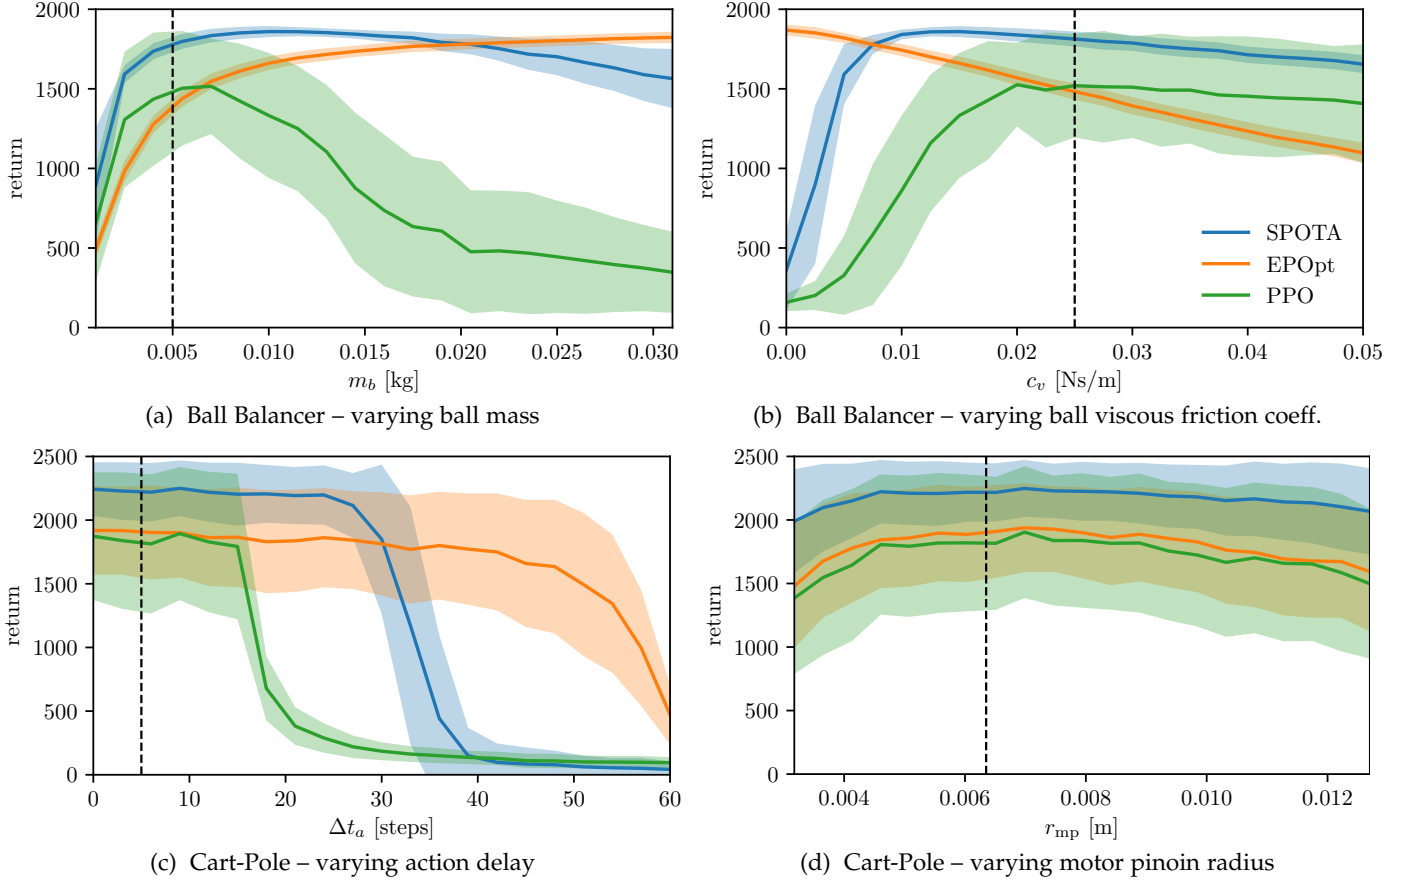 2000
1500
1000
500
0
return
0.005 0.010 0.015 0.020 0.025 0.030
m_b [kg]
(a) Ball Balancer – varying ball mass
2000
1500
1000
500
0
return
SPOTA
EPOpt
PPO
0.00 0.01 0.02 0.03 0.04 0.05
c_v [Ns/m]
(b) Ball Balancer – varying ball viscous friction coeff.
2500
2000
1500
1000
500
0
return
0 10 20 30 40 50 60
Δt_a [steps]
(c) Cart-Pole – varying action delay
2500
2000
1500
1000
500
0
return
0.004 0.006 0.008 0.010 0.012
r_mp [m]
(d) Cart-Pole – varying motor pinoin radius